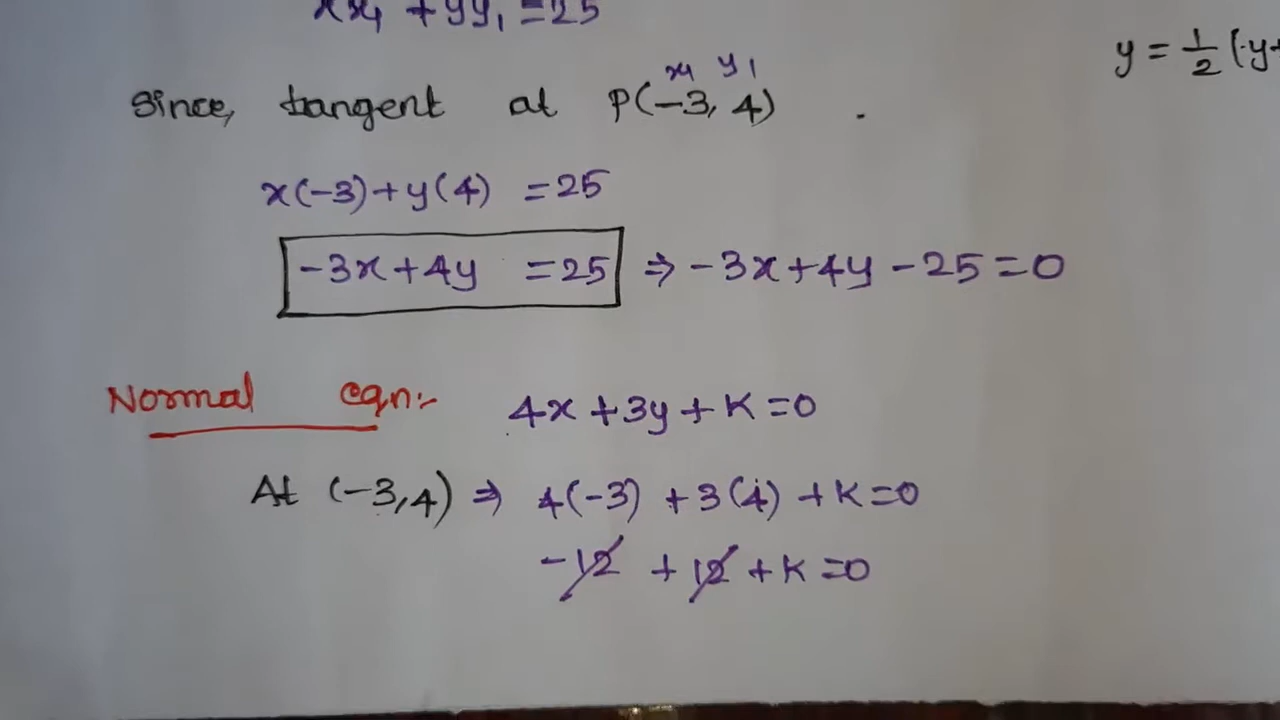 xx₁ + yy₁ = 25
y = 1/2 (y+
x₁ y₁
Since, tangent at P(-3, 4) .
x(-3) + y(4) = 25
-3x + 4y = 25 ⇒ -3x + 4y - 25 = 0
Normal eqn:-
4x + 3y + K = 0
At (-3, 4) ⇒ 4(-3) + 3(4) + K = 0
-12 + 12 + K = 0